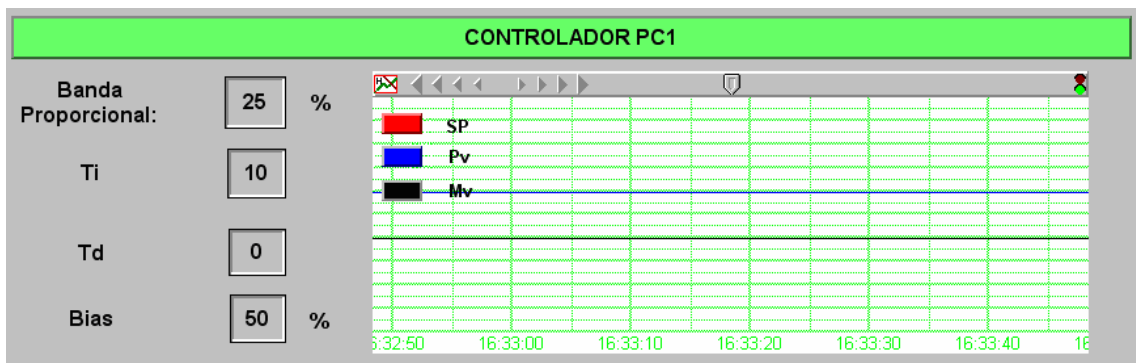 CONTROLADOR PC1
Banda
Proporcional:
25 %
Ti
10
Td
0
Bias
50 %
SP
Pv
Mv
16:33:00 16:33:10 16:33:20 16:33:30 16:33:40